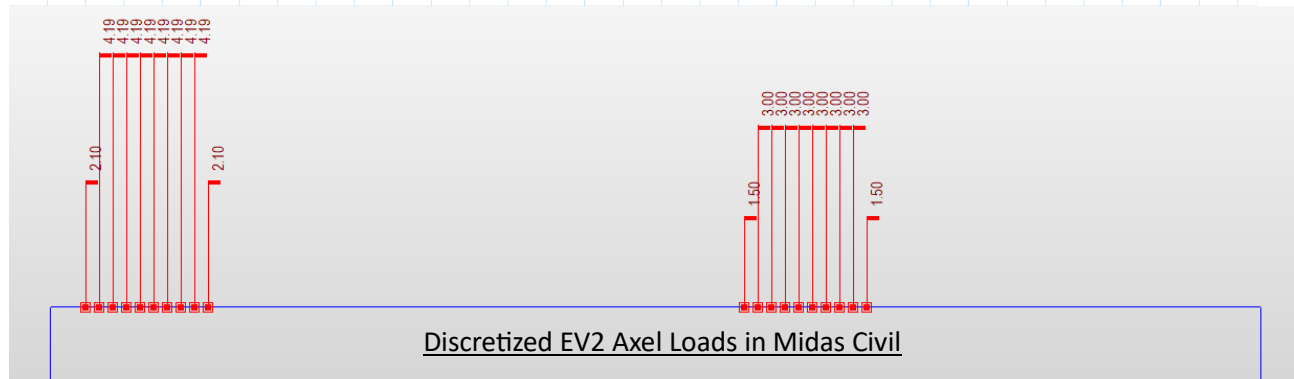 4.19 4.19 4.19 4.19 4.19 4.19 4.19 4.19
3.00 3.00 3.00 3.00 3.00 3.00 3.00 3.00
2.10 2.10
1.50 1.50
Discretized EV2 Axel Loads in Midas Civil